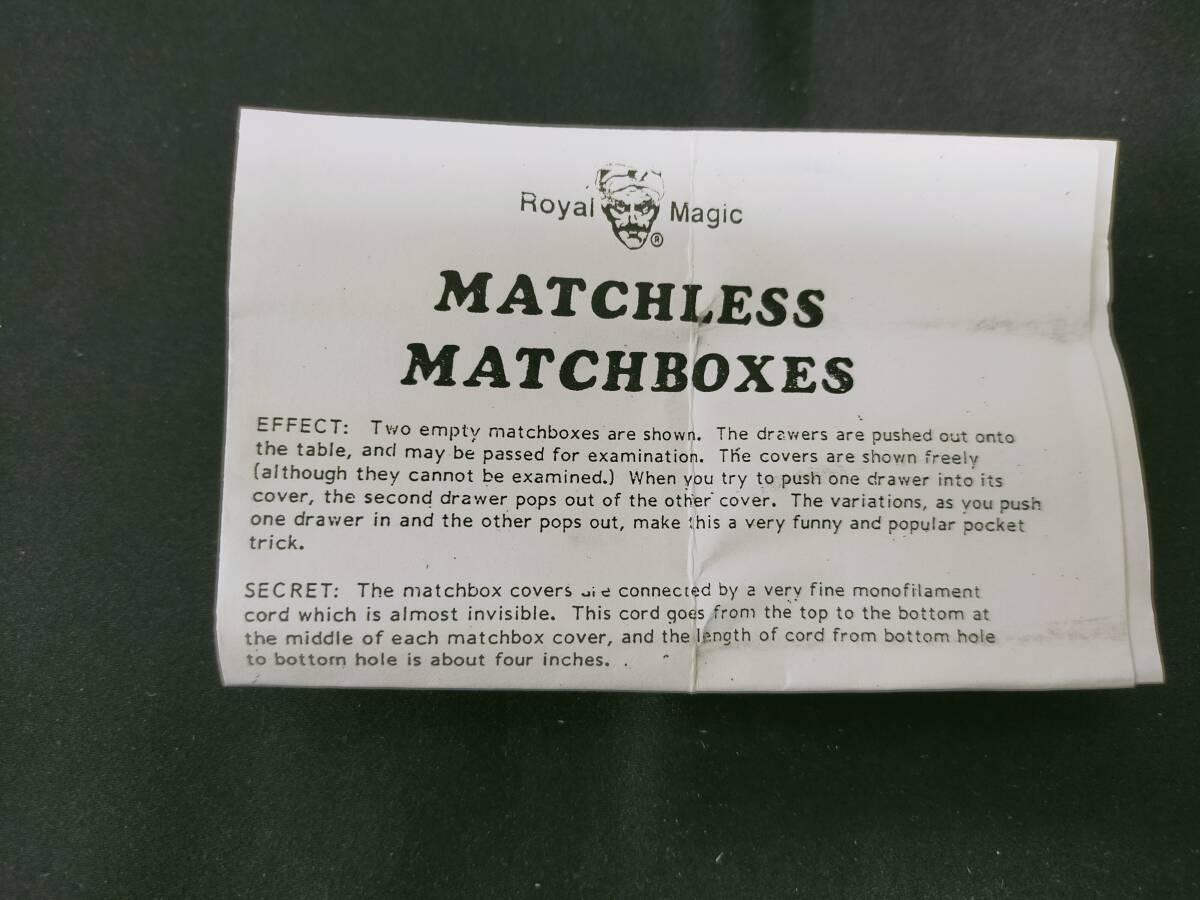 Royal Magic
®
MATCHLESS
MATCHBOXES
EFFECT: Two empty matchboxes are shown. The drawers are pushed out onto
the table, and may be passed for examination. The covers are shown freely
(although they cannot be examined.) When you try to push one drawer into its
cover, the second drawer pops out of the other cover. The variations, as you push
one drawer in and the other pops out, make this a very funny and popular pocket
trick.
SECRET: The matchbox covers are connected by a very fine monofilament
cord which is almost invisible. This cord goes from the top to the bottom at
the middle of each matchbox cover, and the length of cord from bottom hole
to bottom hole is about four inches.